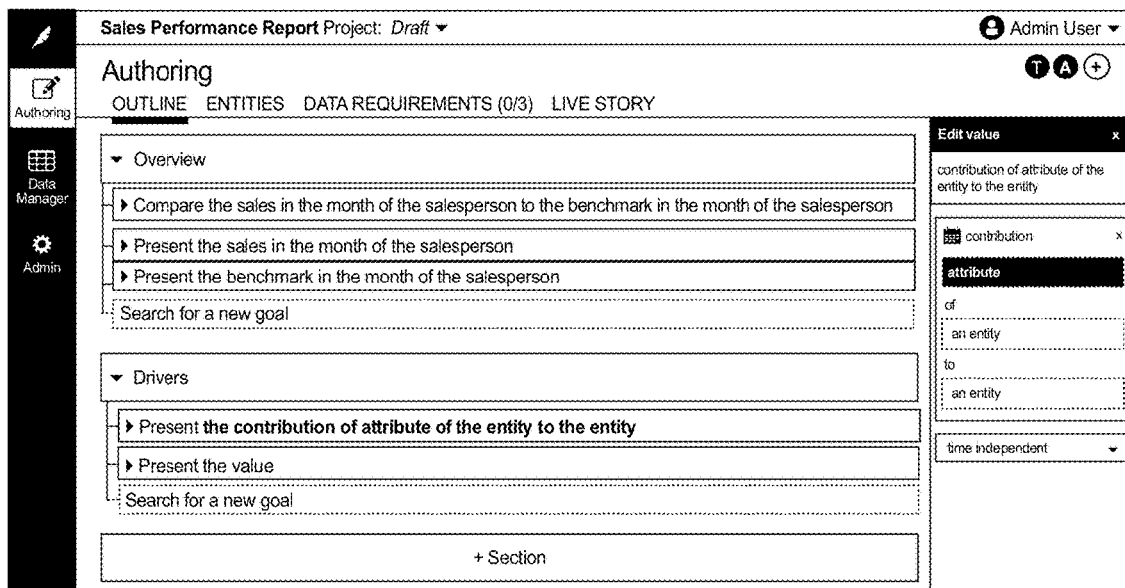 Sales Performance Report Project: Draft
Admin User
Authoring
T A +
OUTLINE ENTITIES DATA REQUIREMENTS (0/3) LIVE STORY
Authoring
Data
Manager
Admin
Overview
Compare the sales in the month of the salesperson to the benchmark in the month of the salesperson
Present the sales in the month of the salesperson
Present the benchmark in the month of the salesperson
Search for a new goal
Drivers
Present the contribution of attribute of the entity to the entity
Present the value
Search for a new goal
+ Section
Edit value x
contribution of attribute of the
entity to the entity
contribution x
attribute
of
an entity
to
an entity
time independent